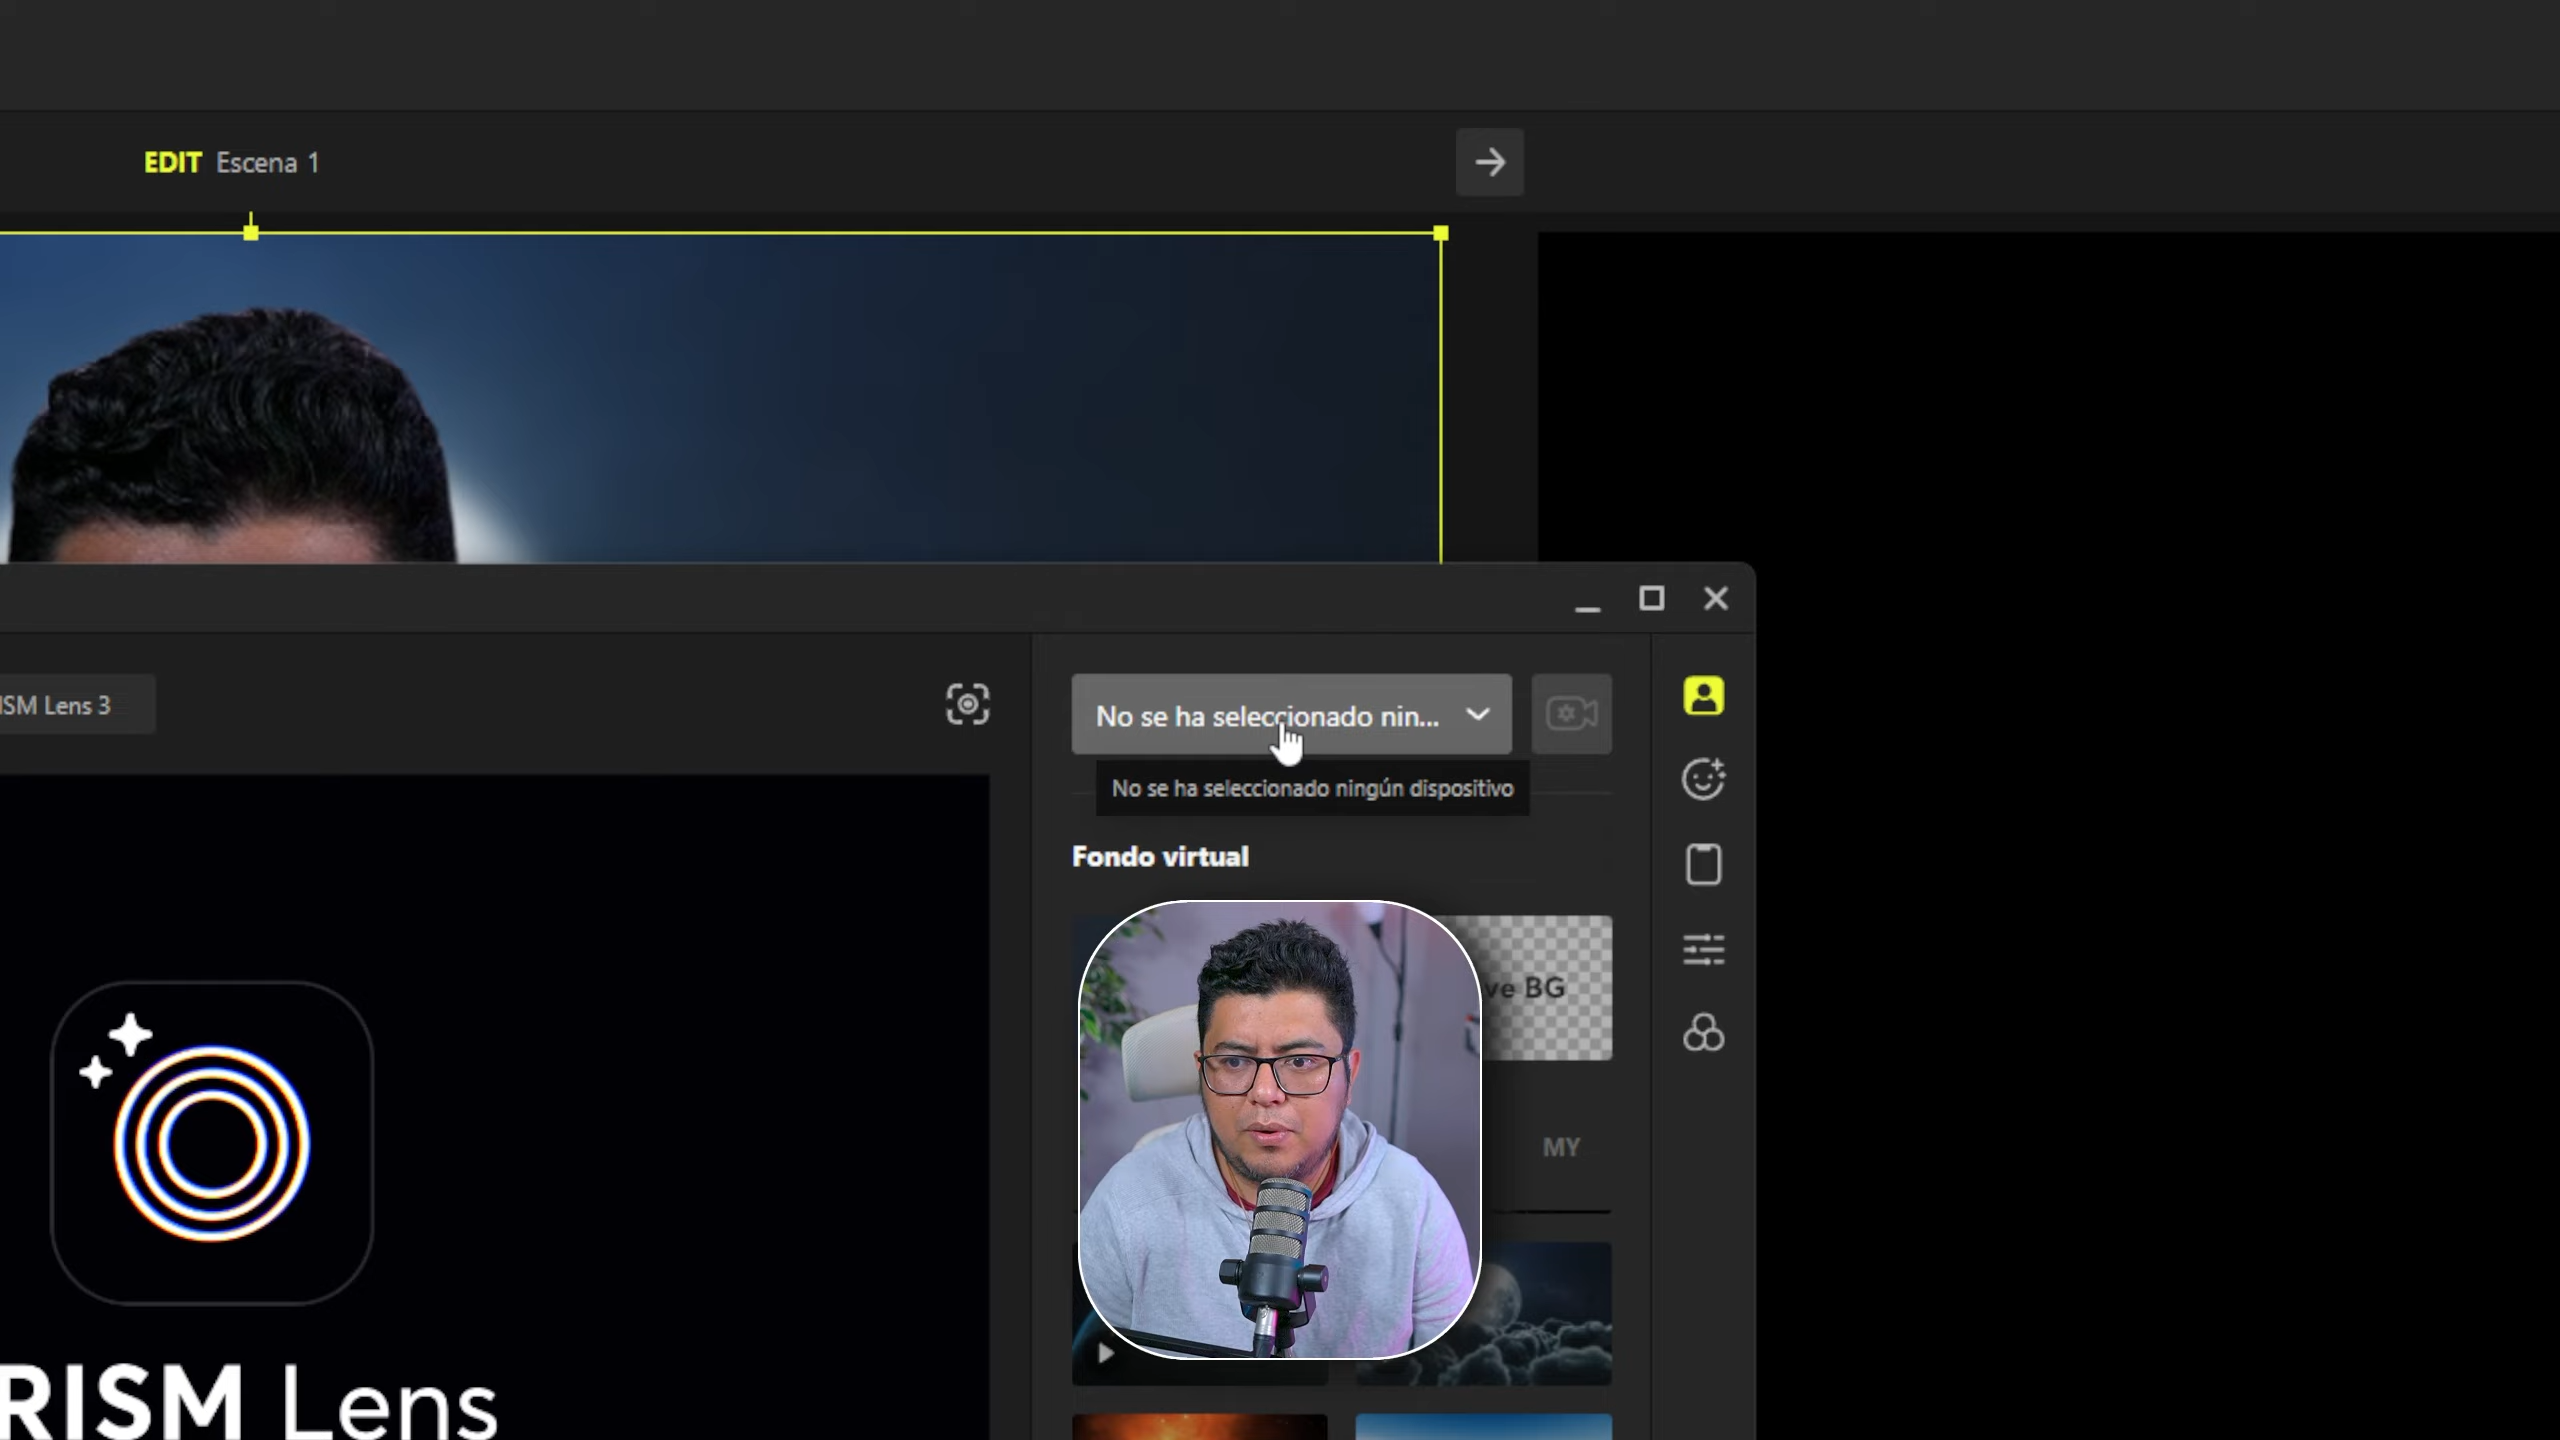 EDIT Escena 1
ISM Lens 3
No se ha seleccionado nin...
No se ha seleccionado ningún dispositivo
Fondo virtual
ve BG
MY
RISM Lens